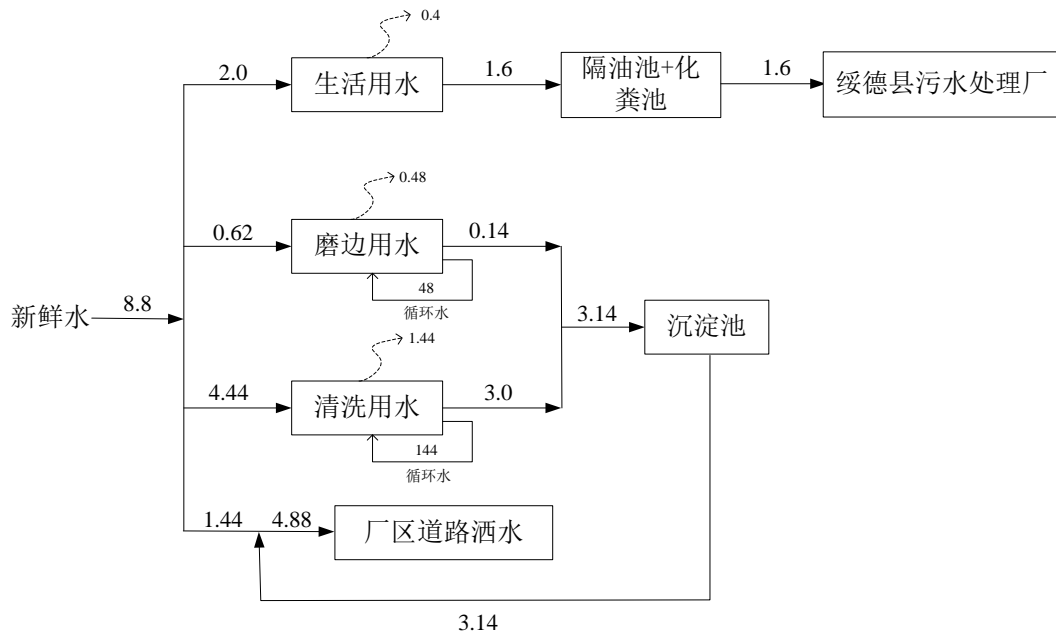 0.4
2.0
生活用水
1.6
隔油池+化
粪池
1.6
绥德县污水处理厂
0.48
0.62
磨边用水
0.14
48
循环水
新鲜水
8.8
3.14
沉淀池
1.44
4.44
清洗用水
3.0
144
循环水
1.44
4.88
厂区道路洒水
3.14